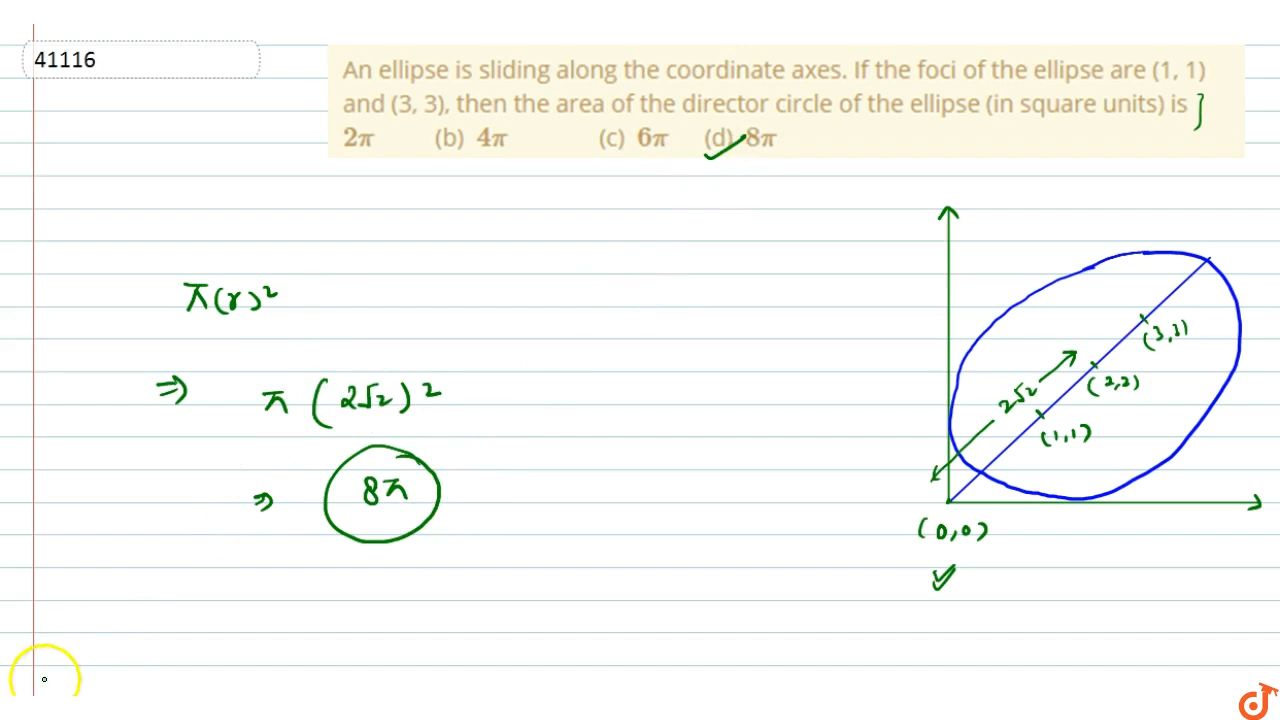 41116
An ellipse is sliding along the coordinate axes. If the foci of the ellipse are (1, 1)
and (3, 3), then the area of the director circle of the ellipse (in square units) is
2π (b) 4π (c) 6π (d) 8π
π(r)²
(3,3)
⇒ π (2√2)²
2√2
(2,2)
(1,1)
⇒ 8π
(0,0)